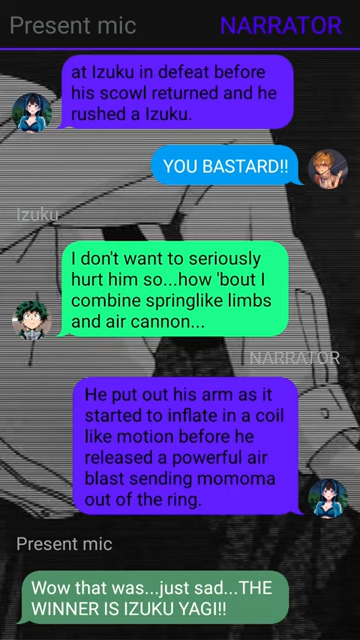 Present mic NARRATOR
at Izuku in defeat before
his scowl returned and he
rushed a Izuku.
YOU BASTARD!!
Izuku
I don't want to seriously
hurt him so...how 'bout I
combine springlike limbs
and air cannon...
NARRATOR
He put out his arm as it
started to inflate in a coil
like motion before he
released a powerful air
blast sending momoma
out of the ring.
Present mic
Wow that was...just sad...THE
WINNER IS IZUKU YAGI!!